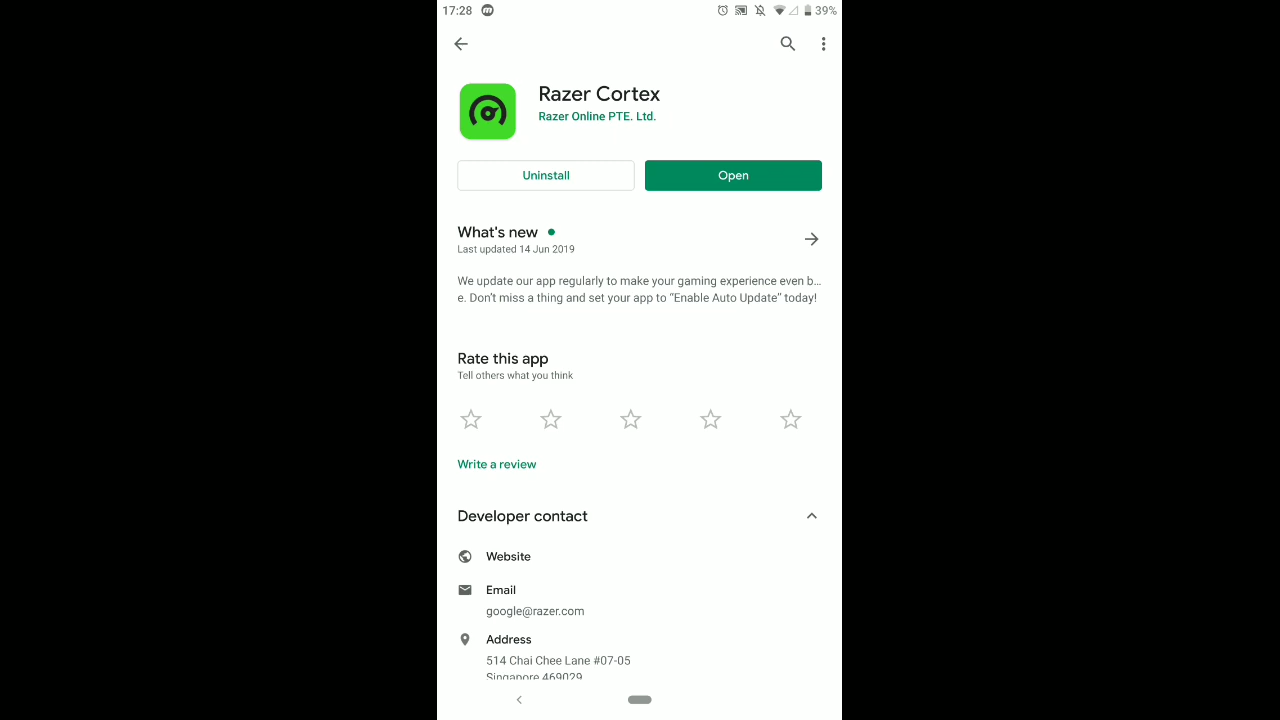 17:28
39%
Razer Cortex
Razer Online PTE. Ltd.
Uninstall
Open
What's new
Last updated 14 Jun 2019
We update our app regularly to make your gaming experience even b…
e. Don't miss a thing and set your app to “Enable Auto Update” today!
Rate this app
Tell others what you think
Write a review
Developer contact
Website
Email
google@razer.com
Address
514 Chai Chee Lane #07-05
Singapore 469029